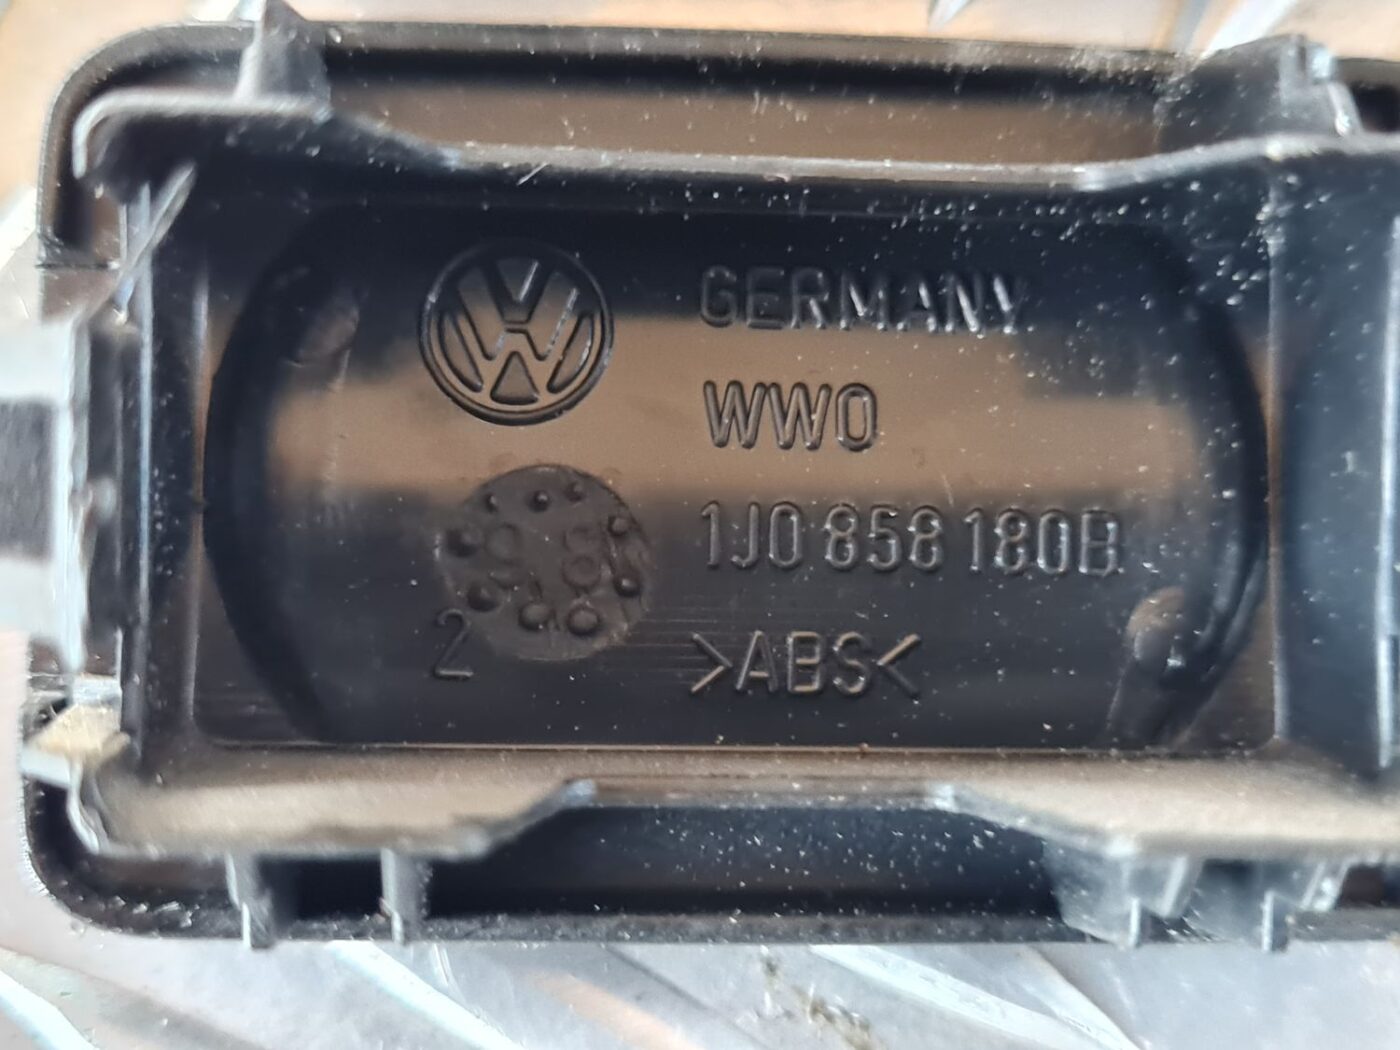 GERMANY
WWO
1J0 858 180B
>ABS<
2